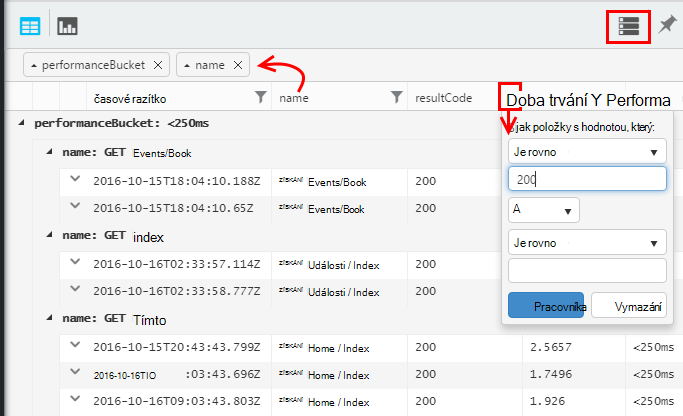 performanceBucket × name ×
časové razítko name resultCode Doba trvání Y Performa
performanceBucket: <250ms jak položky s hodnotou, který:
Je rovno
name: GET Events/Book
2016-10-15T18:04:10.188Z ZÍSKÁNÍ Events/Book 200
200
2016-10-15T18:04:10.65Z ZÍSKÁNÍ Events/Book 200
A
name: GET index
Je rovno
2016-10-16T02:33:57.114Z ZÍSKÁNÍ Události / Index 200
2016-10-16T02:33:58.777Z ZÍSKÁNÍ Události / Index 200
Pracovníka Vymazání
name: GET Tímto
2016-10-15T20:43:43.799Z ZÍSKÁNÍ Home / Index 200 2.5657 <250ms
2016-10-16TIO :03:43.696Z ZÍSKÁNÍ Home / Index 200 1.7496 <250ms
2016-10-16T09:03:43.803Z ZÍSKÁNÍ Home / Index 200 1.926 <250ms